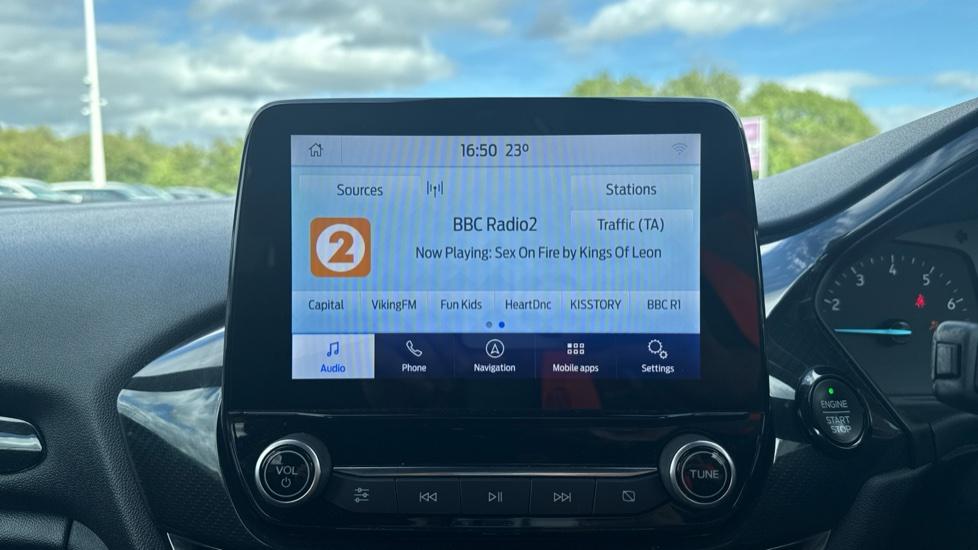 16:50 23°
Sources
Stations
BBC Radio2
Traffic (TA)
2
Now Playing: Sex On Fire by Kings Of Leon
Capital VikingFM Fun Kids HeartDnc KISSTORY BBC R1
Audio Phone Navigation Mobile apps Settings
VOL
TUNE
ENGINE
START
STOP
2 3 4 5 6